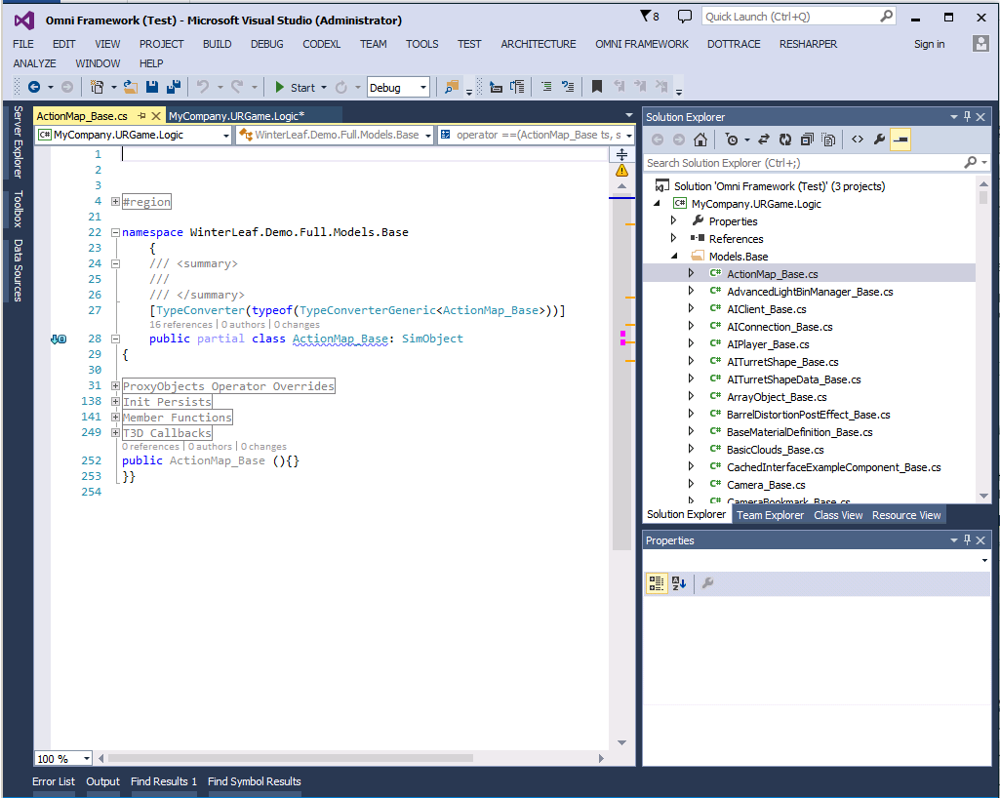 Omni Framework (Test) - Microsoft Visual Studio (Administrator)
8
Quick Launch (Ctrl+Q)
FILE EDIT VIEW PROJECT BUILD DEBUG CODEXL TEAM TOOLS TEST ARCHITECTURE OMNI FRAMEWORK DOTTRACE RESHARPER Sign in
ANALYZE WINDOW HELP
Start Debug
Server Explorer
Toolbox
Data Sources
ActionMap_Base.cs MyCompany.URGame.Logic*
C# MyCompany.URGame.Logic WinterLeaf.Demo.Full.Models.Base operator ==(ActionMap_Base ts, s
1
2
3
4 #region
21
22 namespace WinterLeaf.Demo.Full.Models.Base
23 {
24 /// <summary>
25 ///
26 /// </summary>
27 [TypeConverter(typeof(TypeConverterGeneric<ActionMap_Base>))]
16 references | 0 authors | 0 changes
28 public partial class ActionMap_Base: SimObject
29 {
30
31 ProxyObjects Operator Overrides
138 Init Persists
141 Member Functions
249 T3D Callbacks
0 references | 0 authors | 0 changes
252 public ActionMap_Base (){}
253 }}
254
100 %
Solution Explorer
Search Solution Explorer (Ctrl+;)
Solution 'Omni Framework (Test)' (3 projects)
C# MyCompany.URGame.Logic
Properties
References
Models.Base
C# ActionMap_Base.cs
C# AdvancedLightBinManager_Base.cs
C# AIClient_Base.cs
C# AIConnection_Base.cs
C# AIPlayer_Base.cs
C# AITurretShape_Base.cs
C# AITurretShapeData_Base.cs
C# ArrayObject_Base.cs
C# BarrelDistortionPostEffect_Base.cs
C# BaseMaterialDefinition_Base.cs
C# BasicClouds_Base.cs
C# CachedInterfaceExampleComponent_Base.cs
C# Camera_Base.cs
C# CameraBookmark_Base.cs
Solution Explorer Team Explorer Class View Resource View
Properties
Error List Output Find Results 1 Find Symbol Results